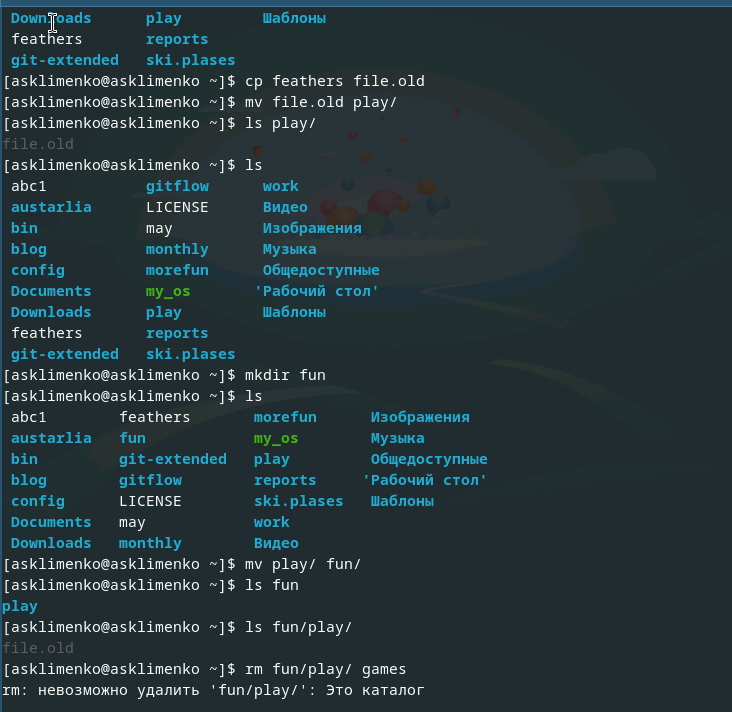 Downloads play Шаблоны
feathers reports
git-extended ski.plases
[asklimenko@asklimenko ~]$ cp feathers file.old
[asklimenko@asklimenko ~]$ mv file.old play/
[asklimenko@asklimenko ~]$ ls play/
file.old
[asklimenko@asklimenko ~]$ ls
abc1 gitflow work
austarlia LICENSE Видео
bin may Изображения
blog monthly Музыка
config morefun Общедоступные
Documents my_os 'Рабочий стол'
Downloads play Шаблоны
feathers reports
git-extended ski.plases
[asklimenko@asklimenko ~]$ mkdir fun
[asklimenko@asklimenko ~]$ ls
abc1 feathers morefun Изображения
austarlia fun my_os Музыка
bin git-extended play Общедоступные
blog gitflow reports 'Рабочий стол'
config LICENSE ski.plases Шаблоны
Documents may work
Downloads monthly Видео
[asklimenko@asklimenko ~]$ mv play/ fun/
[asklimenko@asklimenko ~]$ ls fun
play
[asklimenko@asklimenko ~]$ ls fun/play/
file.old
[asklimenko@asklimenko ~]$ rm fun/play/ games
rm: невозможно удалить 'fun/play/': Это каталог